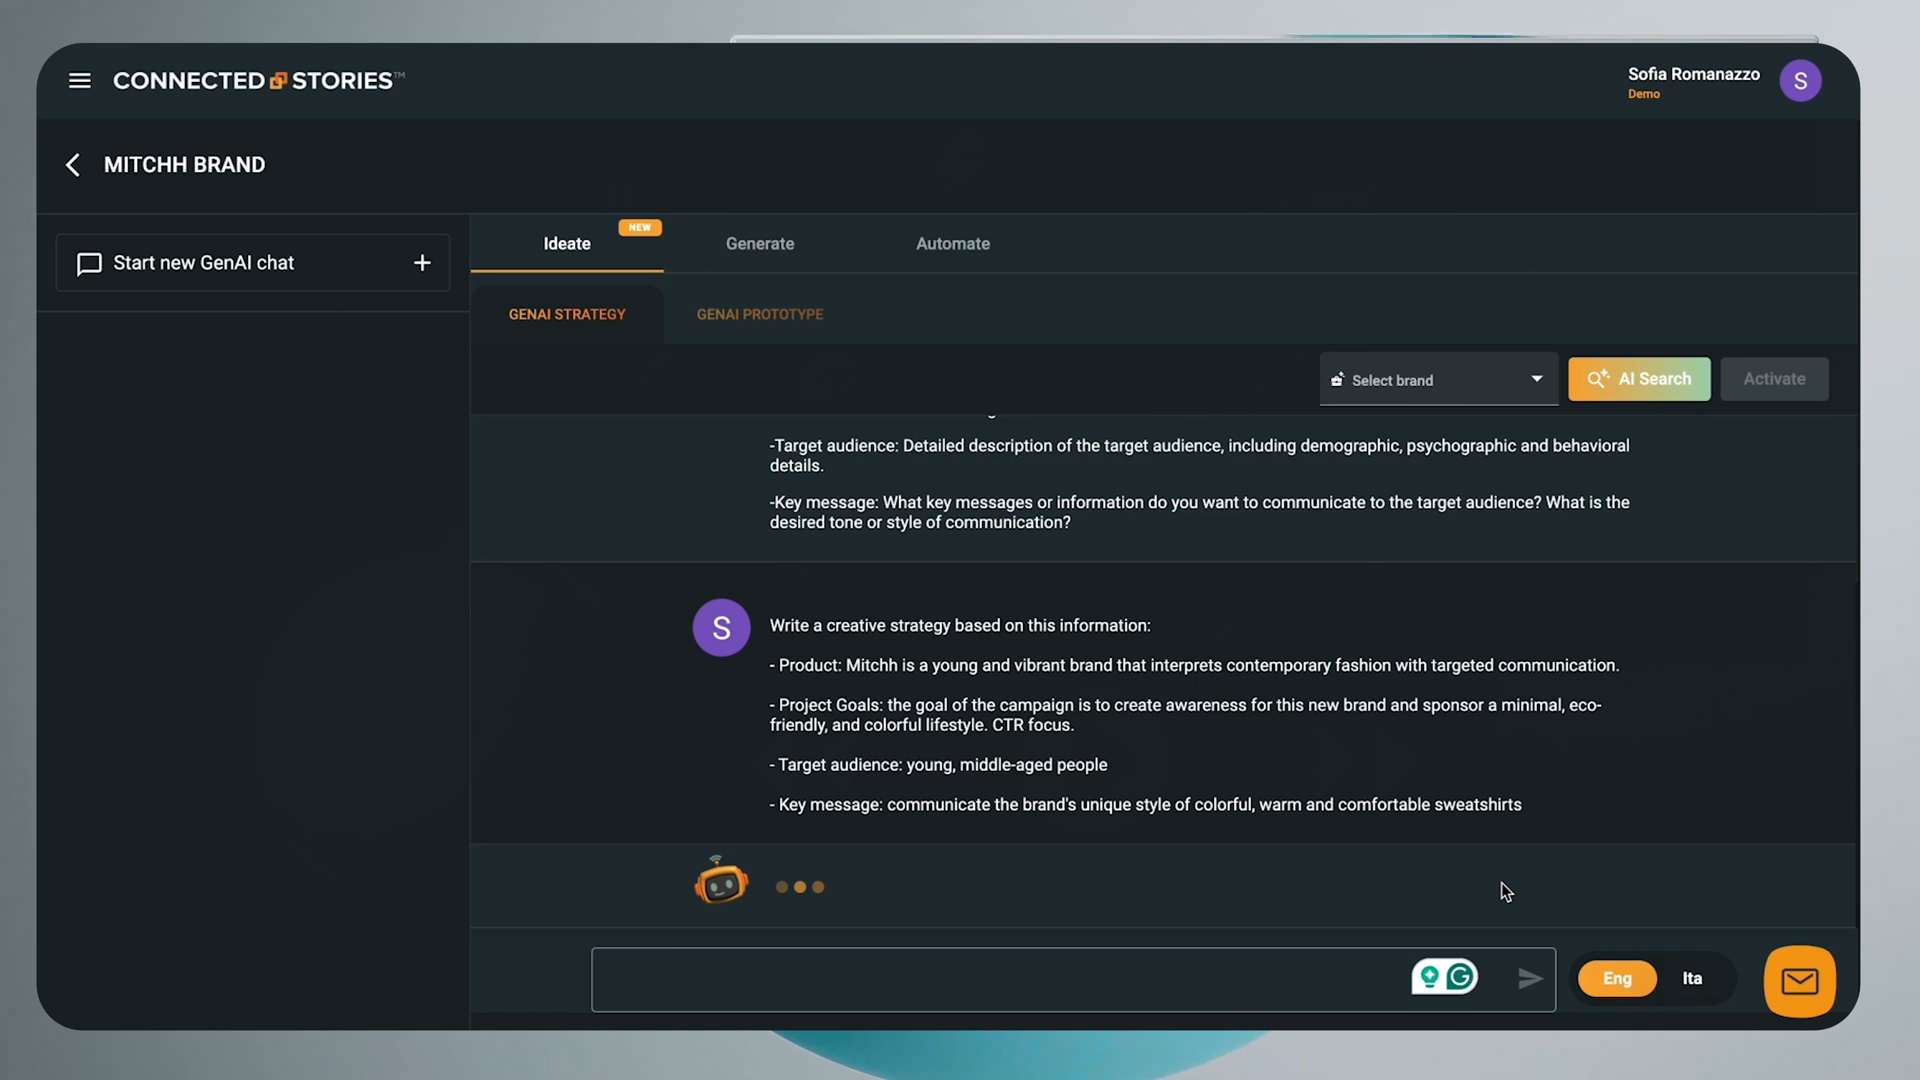 CONNECTED STORIES™
Sofia Romanazzo
Demo
S
MITCHH BRAND
Start new GenAI chat
NEW
Ideate
Generate
Automate
GENAI STRATEGY
GENAI PROTOTYPE
Select brand
AI Search
Activate
-Target audience: Detailed description of the target audience, including demographic, psychographic and behavioral
details.
-Key message: What key messages or information do you want to communicate to the target audience? What is the
desired tone or style of communication?
S
Write a creative strategy based on this information:
- Product: Mitchh is a young and vibrant brand that interprets contemporary fashion with targeted communication.
- Project Goals: the goal of the campaign is to create awareness for this new brand and sponsor a minimal, eco-
friendly, and colorful lifestyle. CTR focus.
- Target audience: young, middle-aged people
- Key message: communicate the brand's unique style of colorful, warm and comfortable sweatshirts
Eng
Ita